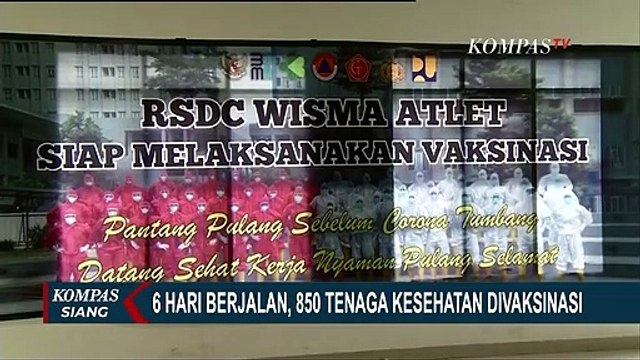 KOMPASTV
RSDC WISMA ATLET
SIAP MELAKSANAKAN VAKSINASI
Pantang Pulang Sebelum Corona Tumbang
Datang Sehat Kerja Nyaman Pulang Selamat
KOMPAS
SIANG
6 HARI BERJALAN, 850 TENAGA KESEHATAN DIVAKSINASI